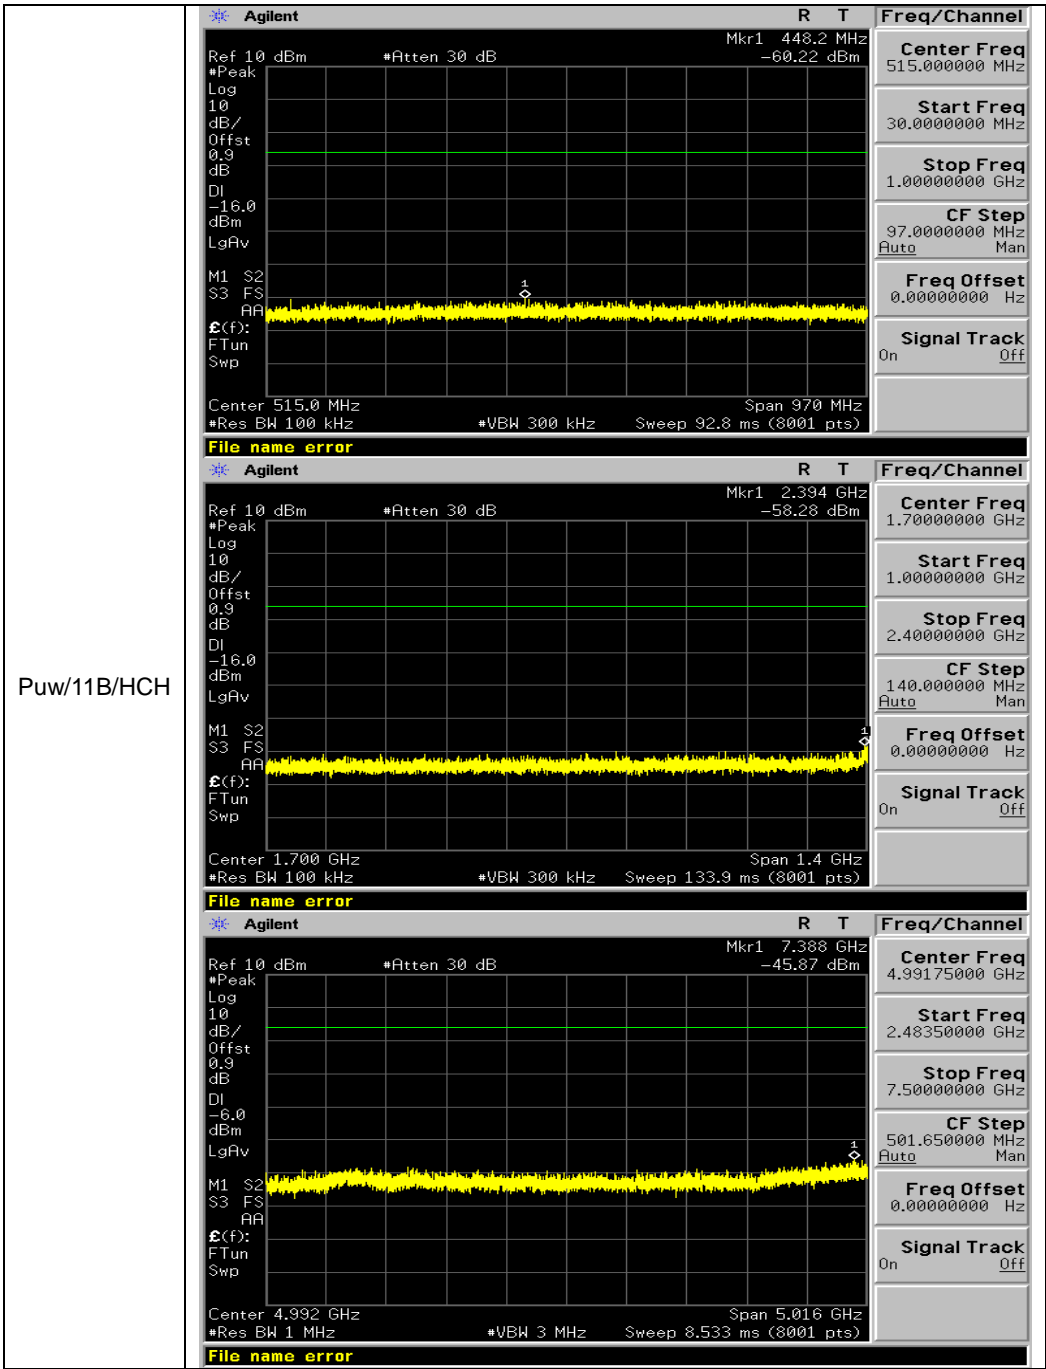 Puw/11B/HCH
Agilent R T Freq/Channel
Mkr1 448.2 MHz
Ref 10 dBm #Atten 30 dB -60.22 dBm
#Peak
Log
10
dB/
Offst
0.9
dB
DI
-16.0
dBm
LgAv
M1 S2
S3 FS
AA
£(f):
FTun
Swp
1
Center 515.0 MHz Span 970 MHz
#Res BW 100 kHz #VBW 300 kHz Sweep 92.8 ms (8001 pts)
File name error
Center Freq
515.000000 MHz
Start Freq
30.0000000 MHz
Stop Freq
1.00000000 GHz
CF Step
97.0000000 MHz
Auto Man
Freq Offset
0.00000000 Hz
Signal Track
On Off
Agilent R T Freq/Channel
Mkr1 2.394 GHz
Ref 10 dBm #Atten 30 dB -58.28 dBm
#Peak
Log
10
dB/
Offst
0.9
dB
DI
-16.0
dBm
LgAv
M1 S2
S3 FS
AA
£(f):
FTun
Swp
1
Center 1.700 GHz Span 1.4 GHz
#Res BW 100 kHz #VBW 300 kHz Sweep 133.9 ms (8001 pts)
File name error
Center Freq
1.70000000 GHz
Start Freq
1.00000000 GHz
Stop Freq
2.40000000 GHz
CF Step
140.000000 MHz
Auto Man
Freq Offset
0.00000000 Hz
Signal Track
On Off
Agilent R T Freq/Channel
Mkr1 7.388 GHz
Ref 10 dBm #Atten 30 dB -45.87 dBm
#Peak
Log
10
dB/
Offst
0.9
dB
DI
-6.0
dBm
LgAv
M1 S2
S3 FS
AA
£(f):
FTun
Swp
1
Center 4.992 GHz Span 5.016 GHz
#Res BW 1 MHz #VBW 3 MHz Sweep 8.533 ms (8001 pts)
File name error
Center Freq
4.99175000 GHz
Start Freq
2.48350000 GHz
Stop Freq
7.50000000 GHz
CF Step
501.650000 MHz
Auto Man
Freq Offset
0.00000000 Hz
Signal Track
On Off